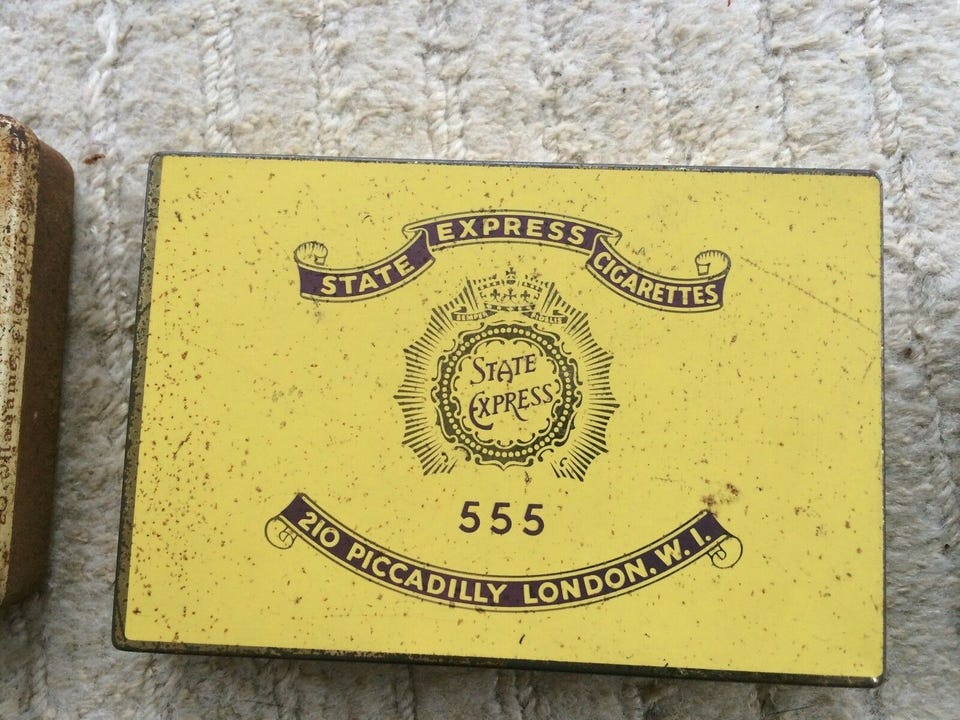 STATE EXPRESS CIGARETTES
SEMPER FIDELIS
STATE
EXPRESS
555
210 PICCADILLY LONDON. W. I.